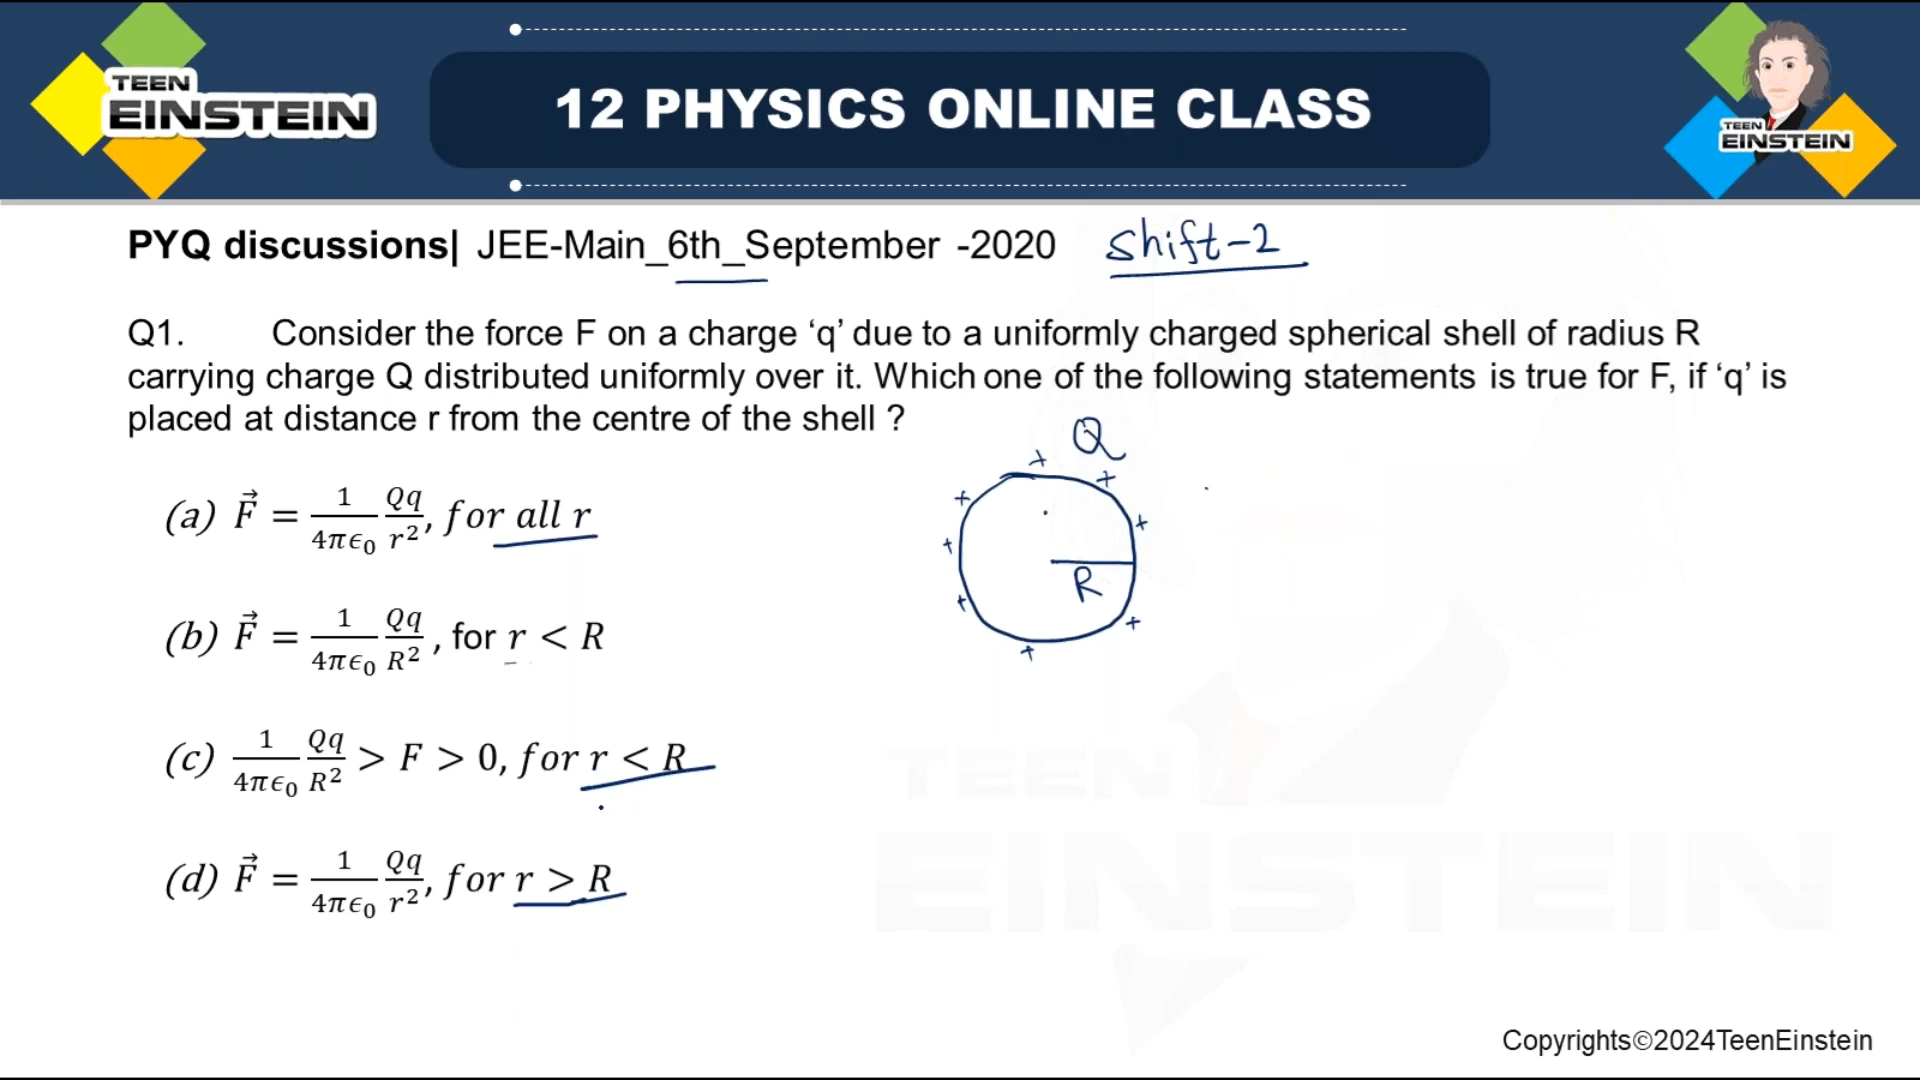 TEEN
EINSTEIN
12 PHYSICS ONLINE CLASS
TEEN
EINSTEIN
PYQ discussions| JEE-Main_6th_September -2020 Shift-2
Q1. Consider the force F on a charge ‘q’ due to a uniformly charged spherical shell of radius R
carrying charge Q distributed uniformly over it. Which one of the following statements is true for F, if ‘q’ is
placed at distance r from the centre of the shell ?
Q
(a) F⃗ = 1/4πϵ₀ Qq/r², for all r
R
(b) F⃗ = 1/4πϵ₀ Qq/R², for r < R
(c) 1/4πϵ₀ Qq/R² > F > 0, for r < R
(d) F⃗ = 1/4πϵ₀ Qq/r², for r > R
TEEN
EINSTEIN
Copyrights©2024TeenEinstein